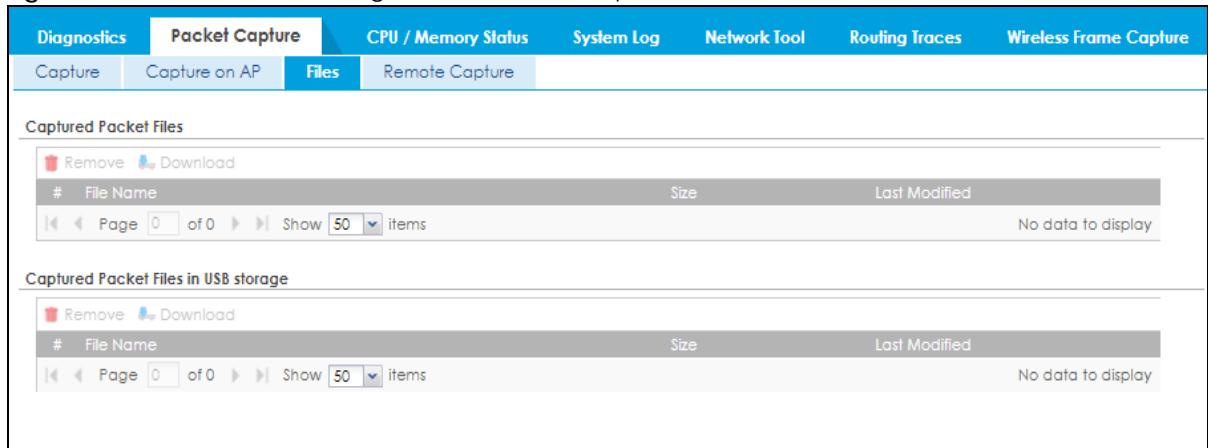 Diagnostics Packet Capture CPU / Memory Status System Log Network Tool Routing Traces Wireless Frame Capture
Capture Capture on AP Files Remote Capture
Captured Packet Files
Remove Download
# File Name Size Last Modified
Page 0 of 0 Show 50 items No data to display
Captured Packet Files in USB storage
Remove Download
# File Name Size Last Modified
Page 0 of 0 Show 50 items No data to display